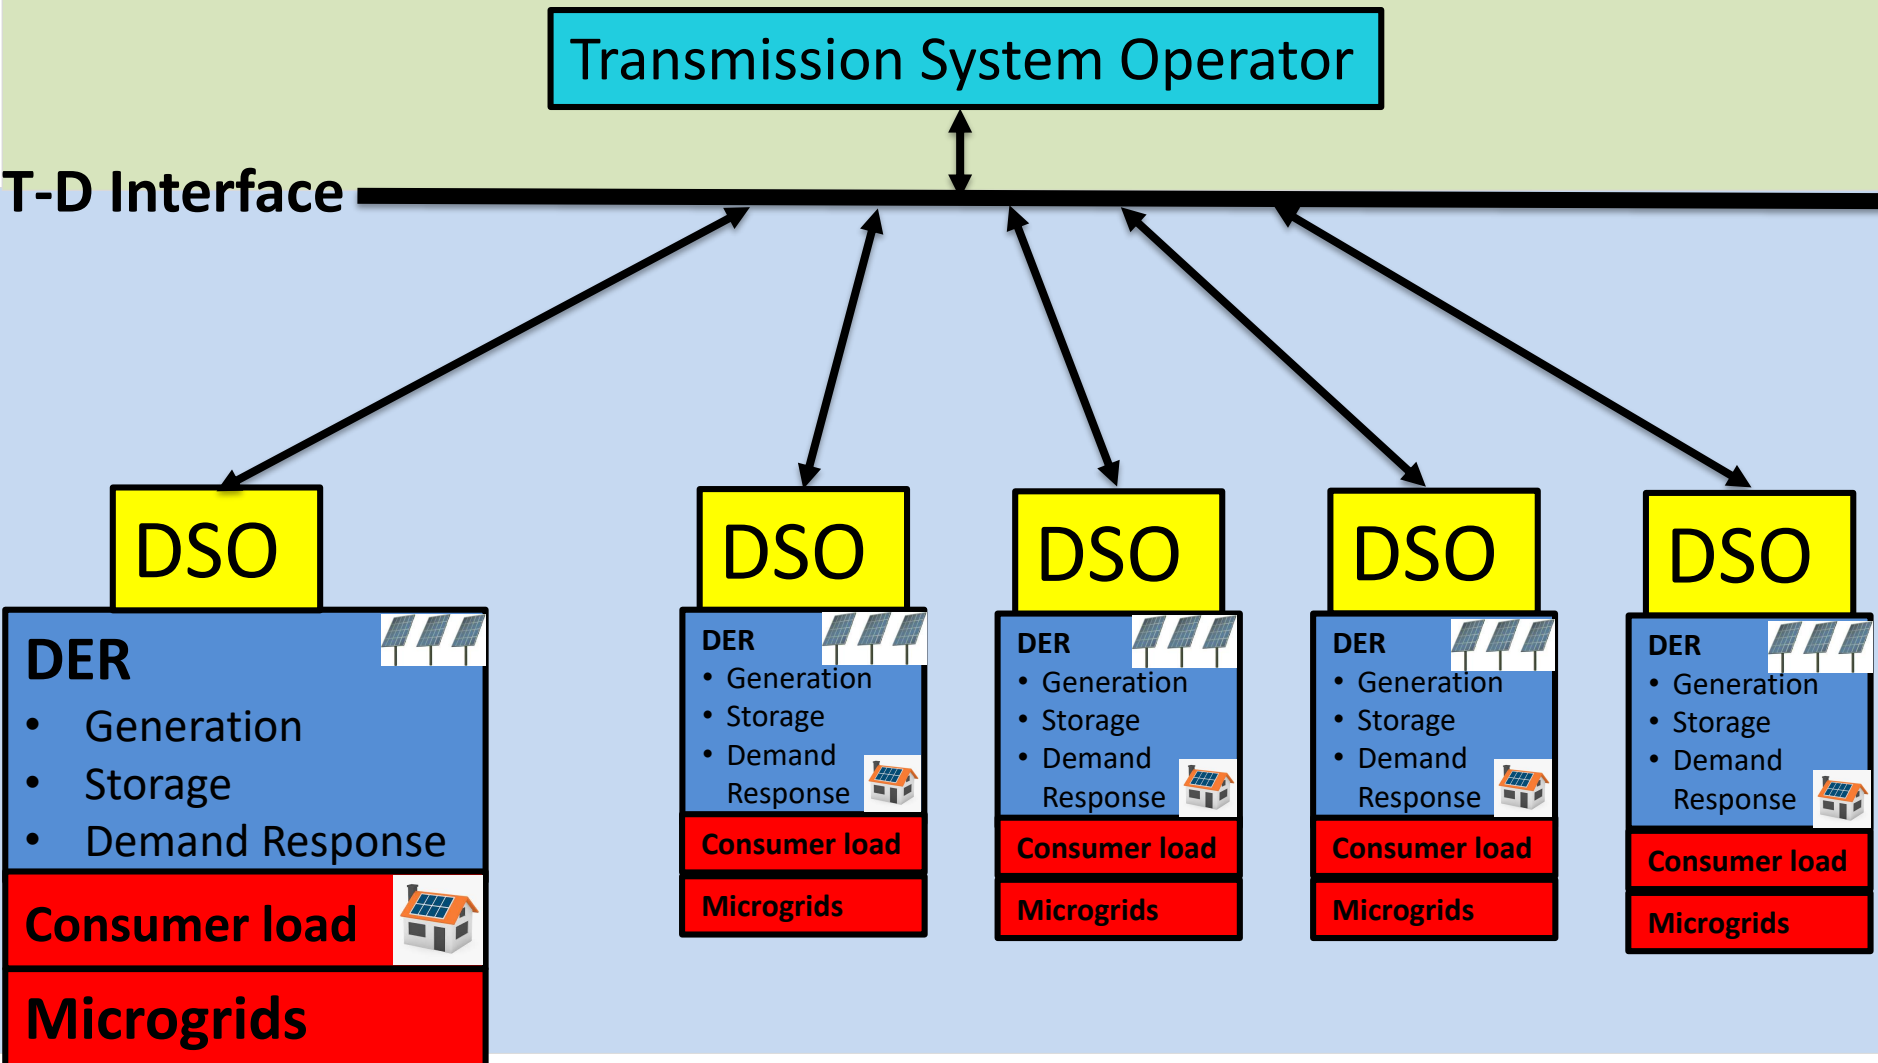 Transmission System Operator
T-D Interface
DSO
DER
• Generation
• Storage
• Demand Response
Consumer load
Microgrids
DSO
DER
• Generation
• Storage
• Demand
Response
Consumer load
Microgrids
DSO
DER
• Generation
• Storage
• Demand
Response
Consumer load
Microgrids
DSO
DER
• Generation
• Storage
• Demand
Response
Consumer load
Microgrids
DSO
DER
• Generation
• Storage
• Demand
Response
Consumer load
Microgrids